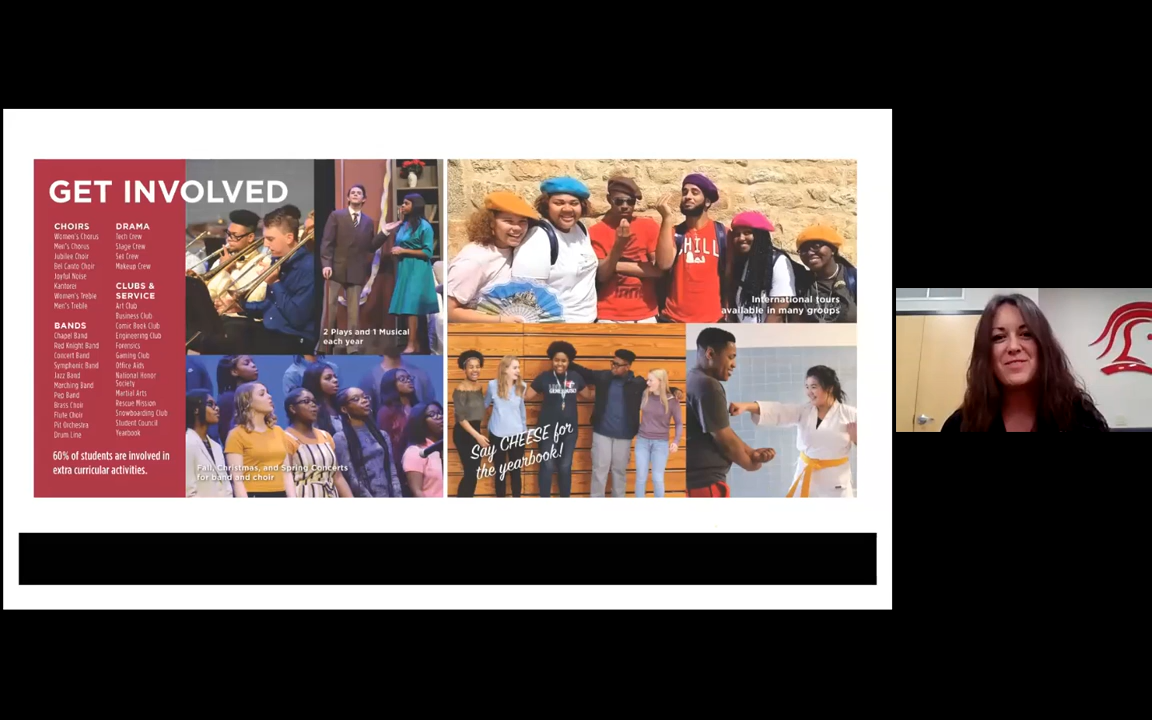 GET INVOLVED
CHOIRS
Women's Chorus
Men's Chorus
Jubilee Choir
Bel Canto Choir
Joyful Noise
Kantorei
Women's Treble
Men's Treble
BANDS
Chapel Band
Red Knight Band
Concert Band
Symphonic Band
Jazz Band
Marching Band
Pep Band
Brass Choir
Flute Choir
Pit Orchestra
Drum Line
DRAMA
Tech Crew
Stage Crew
Set Crew
Makeup Crew
CLUBS &
SERVICE
Art Club
Business Club
Comic Book Club
Engineering Club
Forensics
Gaming Club
Office Aids
National Honor
Society
Martial Arts
Rescue Mission
Snowboarding Club
Student Council
Yearbook
60% of students are involved in
extra curricular activities.
2 Plays and 1 Musical
each year
Fall, Christmas, and Spring Concerts
for band and choir
International tours
available in many groups
CHILL
Say CHEESE for
the yearbook!